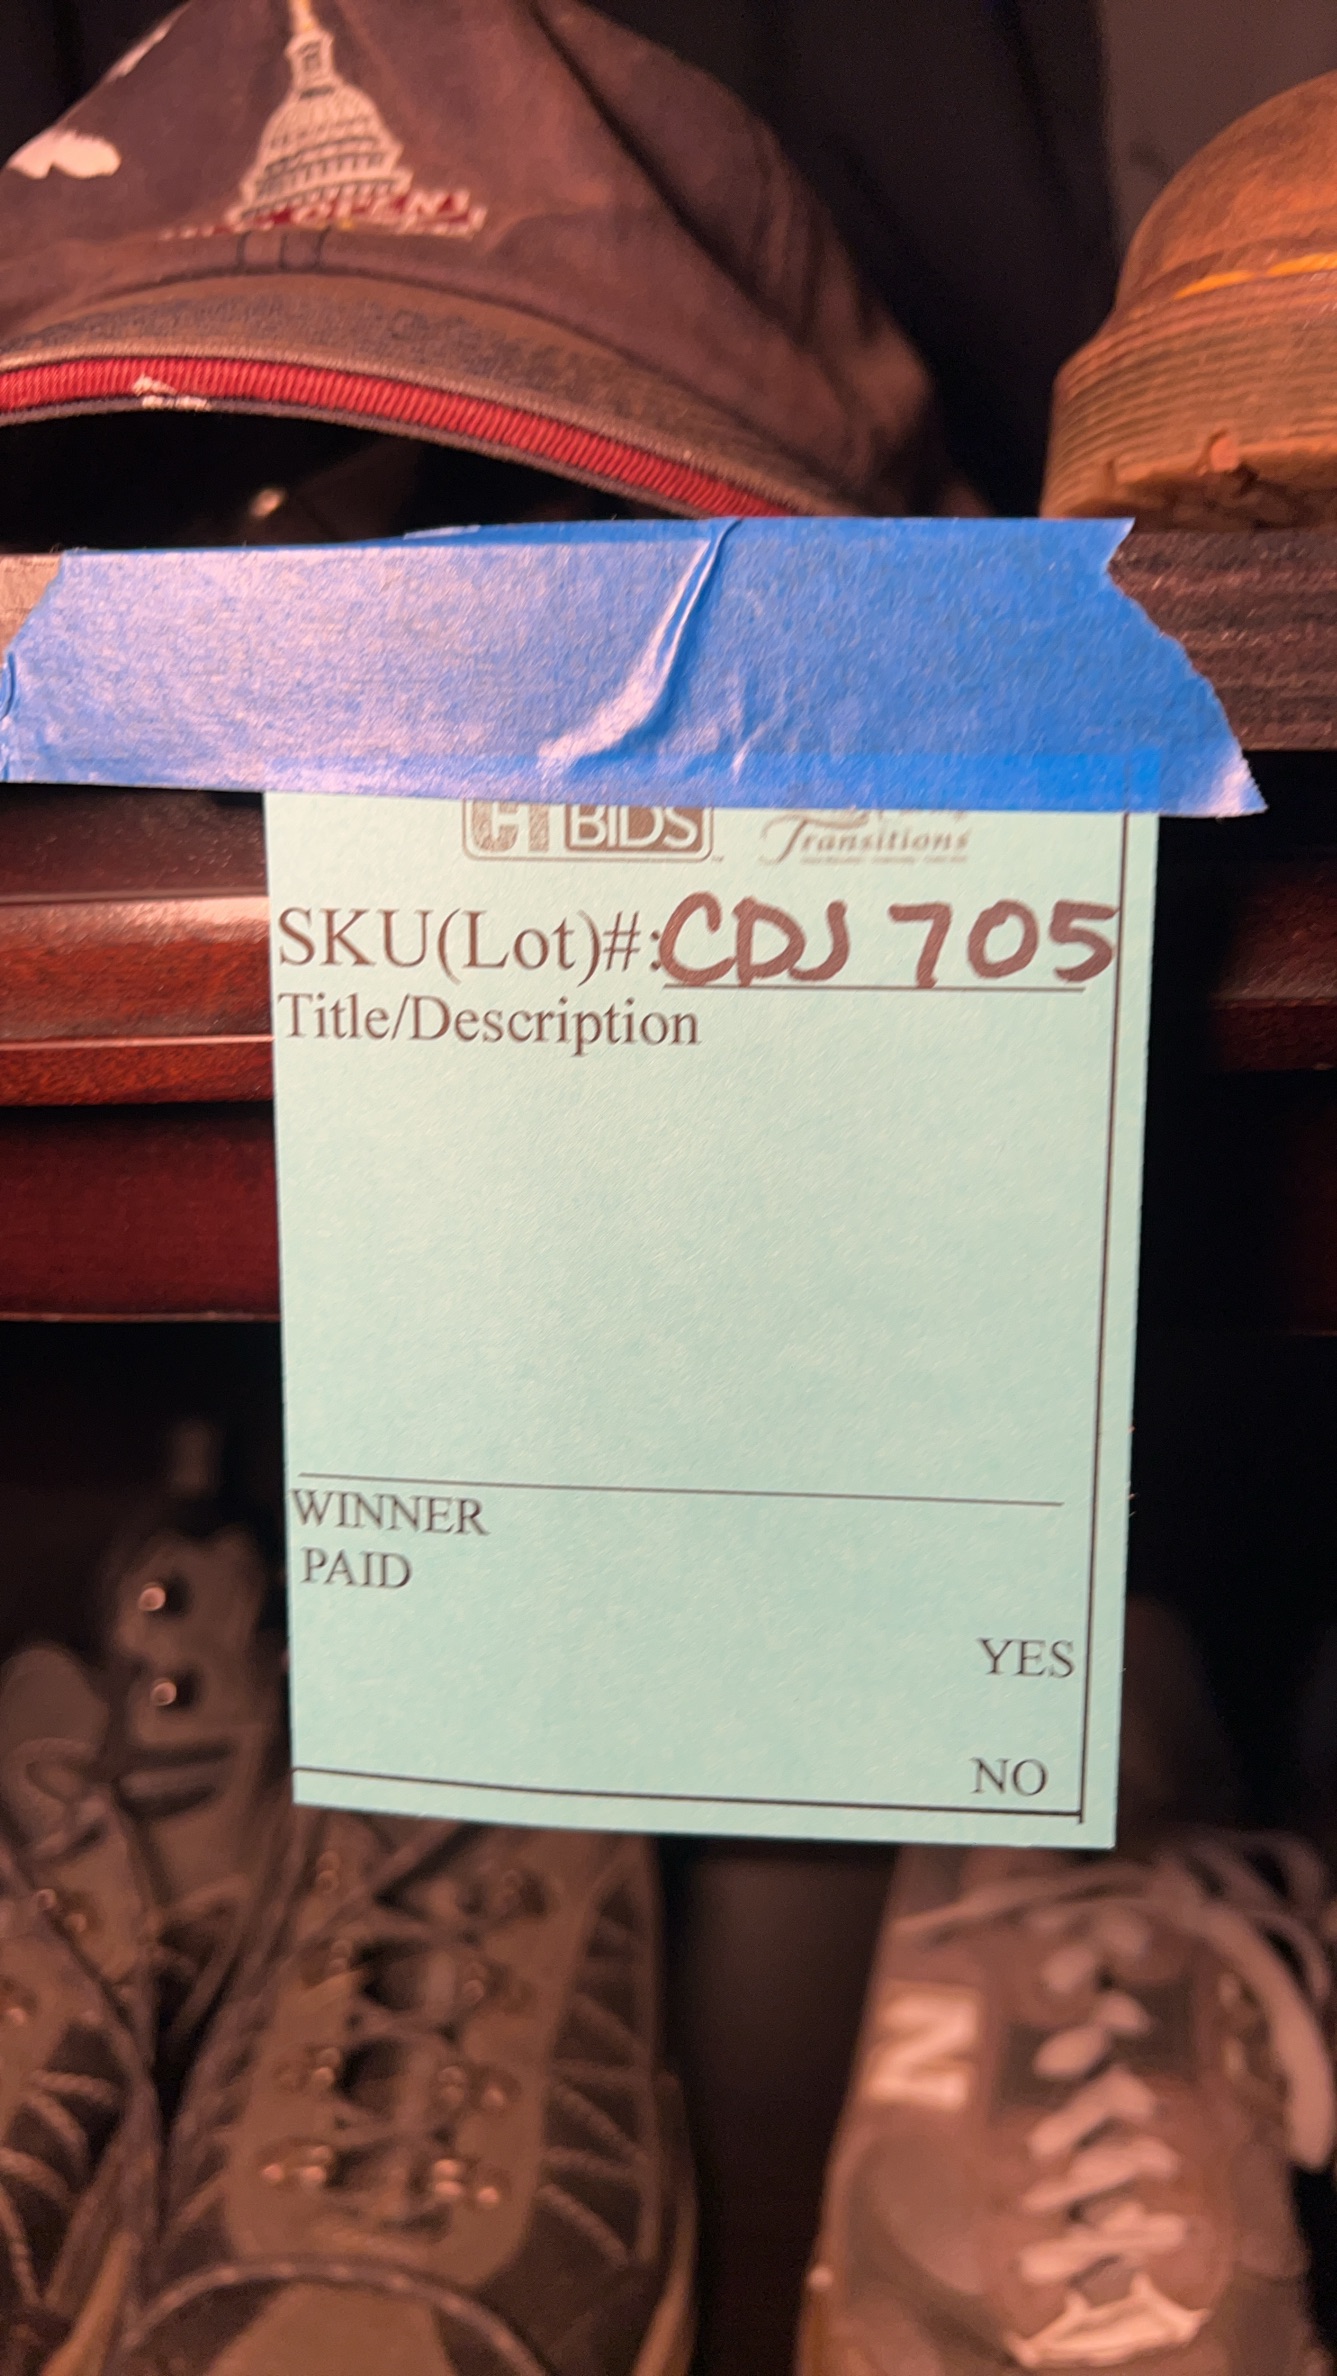 BIDS
Transitions
SKU(Lot)#: CDJ 705
Title/Description
WINNER
PAID
YES
NO
N